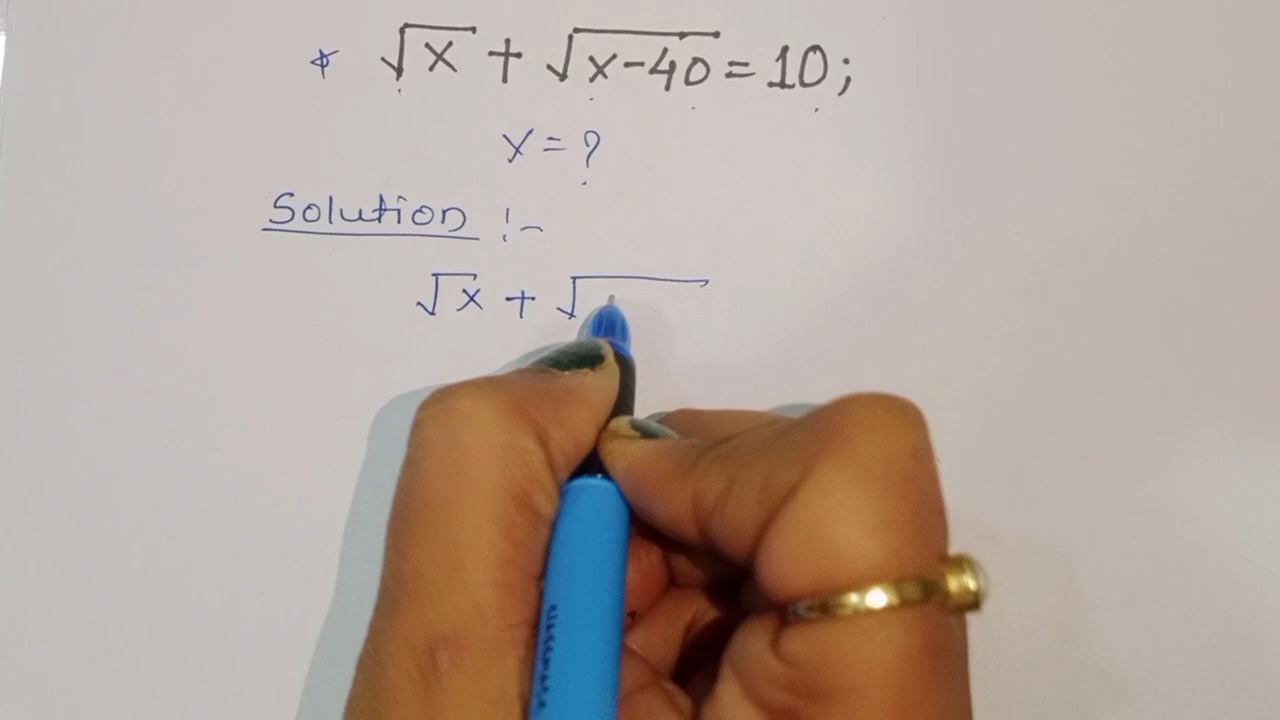 * √x + √x-40 = 10;
x = ?
Solution :-
√x + √